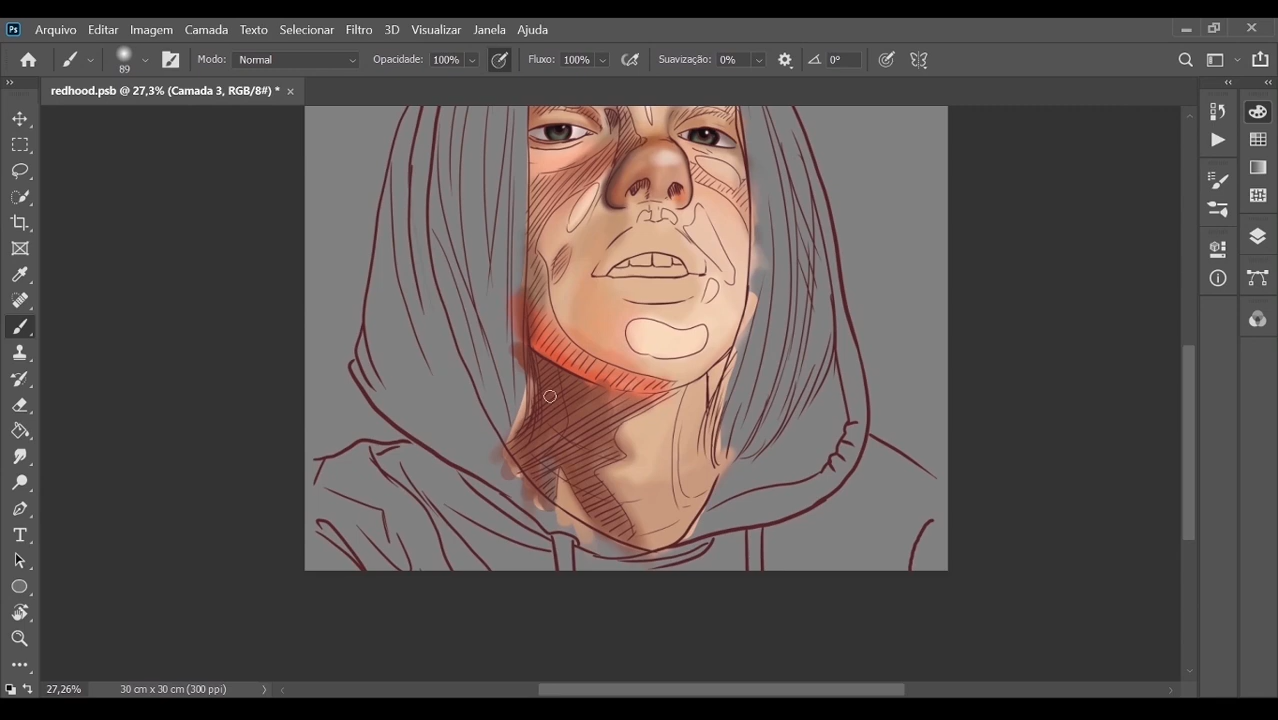 Ps Arquivo Editar Imagem Camada Texto Selecionar Filtro 3D Visualizar Janela Ajuda
89 Modo: Normal Opacidade: 100% Fluxo: 100% Suavização: 0% 0°
redhood.psb @ 27,3% (Camada 3, RGB/8#) *
27,26% 30 cm x 30 cm (300 ppi)